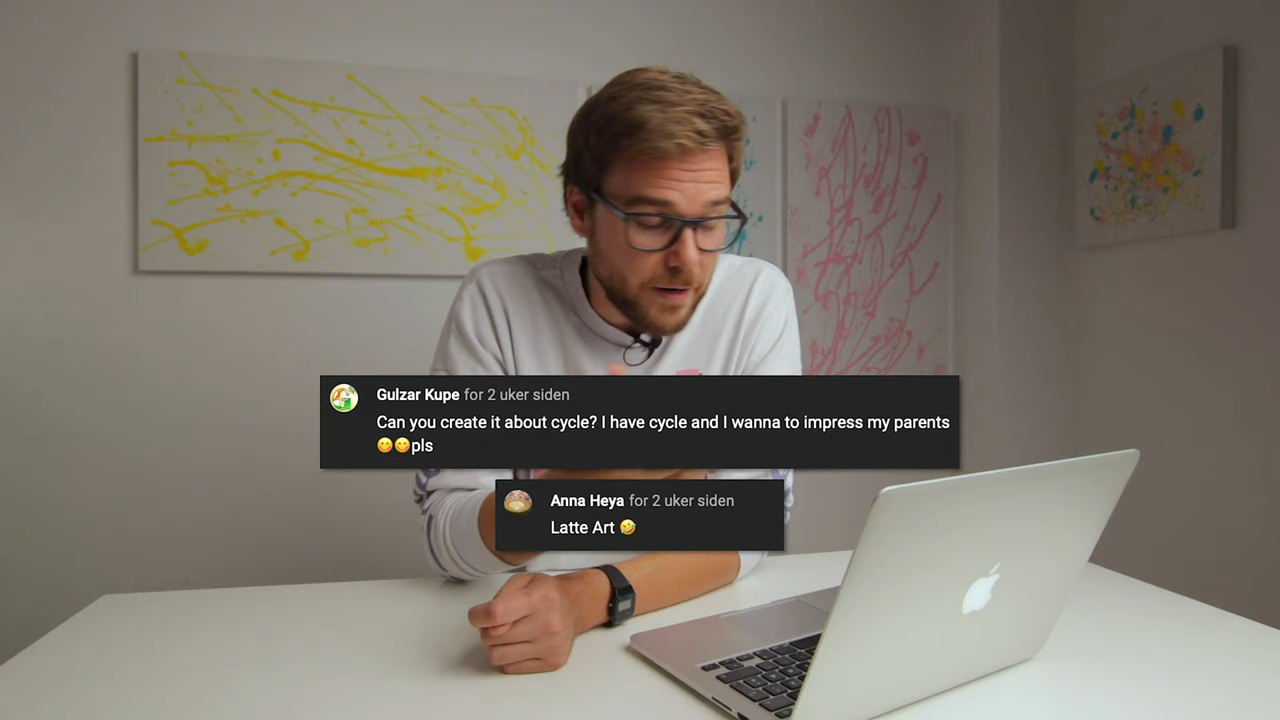 Gulzar Kupe for 2 uker siden
Can you create it about cycle? I have cycle and I wanna to impress my parents
😊😊pls
Anna Heya for 2 uker siden
Latte Art 🤣